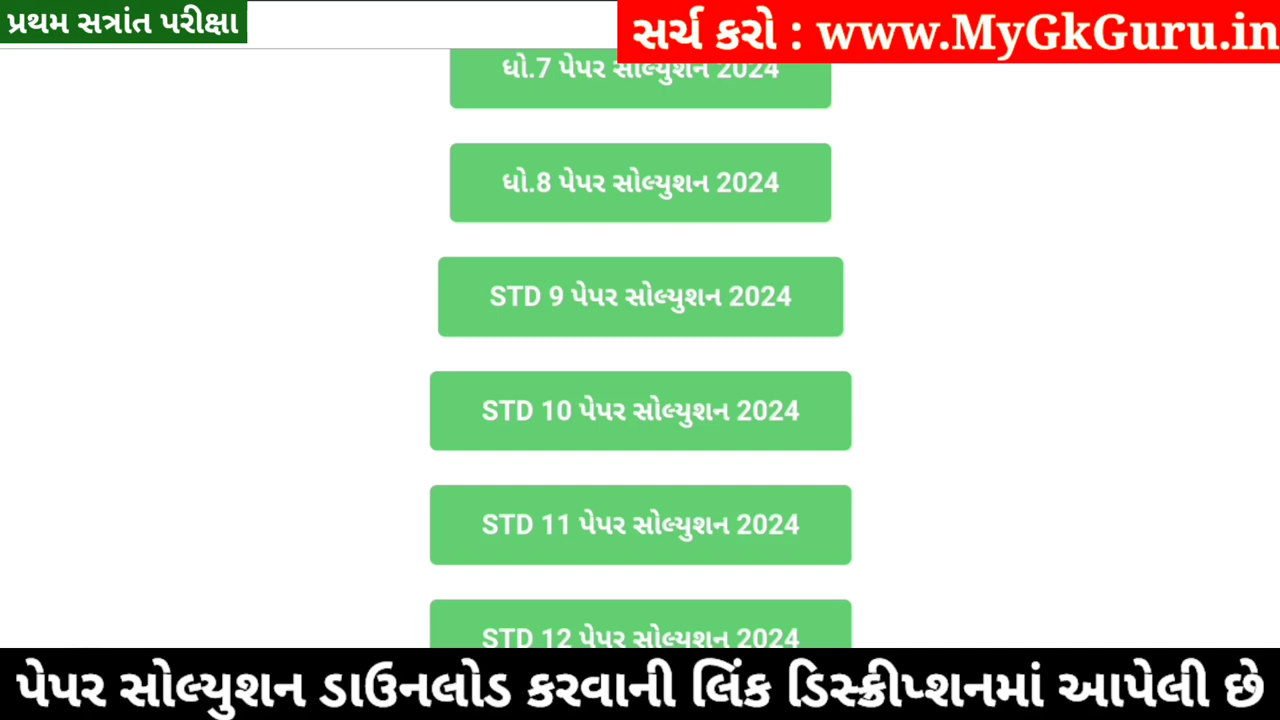 પ્રથમ સત્રાંત પરીક્ષા
સર્ચ કરો : www.MyGkGuru.in
ધો.7 પેપર સોલ્યુશન 2024
ધો.8 પેપર સોલ્યુશન 2024
STD 9 પેપર સોલ્યુશન 2024
STD 10 પેપર સોલ્યુશન 2024
STD 11 પેપર સોલ્યુશન 2024
STD 12 પેપર સોલ્યુશન 2024
પેપર સોલ્યુશન ડાઉનલોડ કરવાની લિંક ડિસ્ક્રીપ્શનમાં આપેલી છે